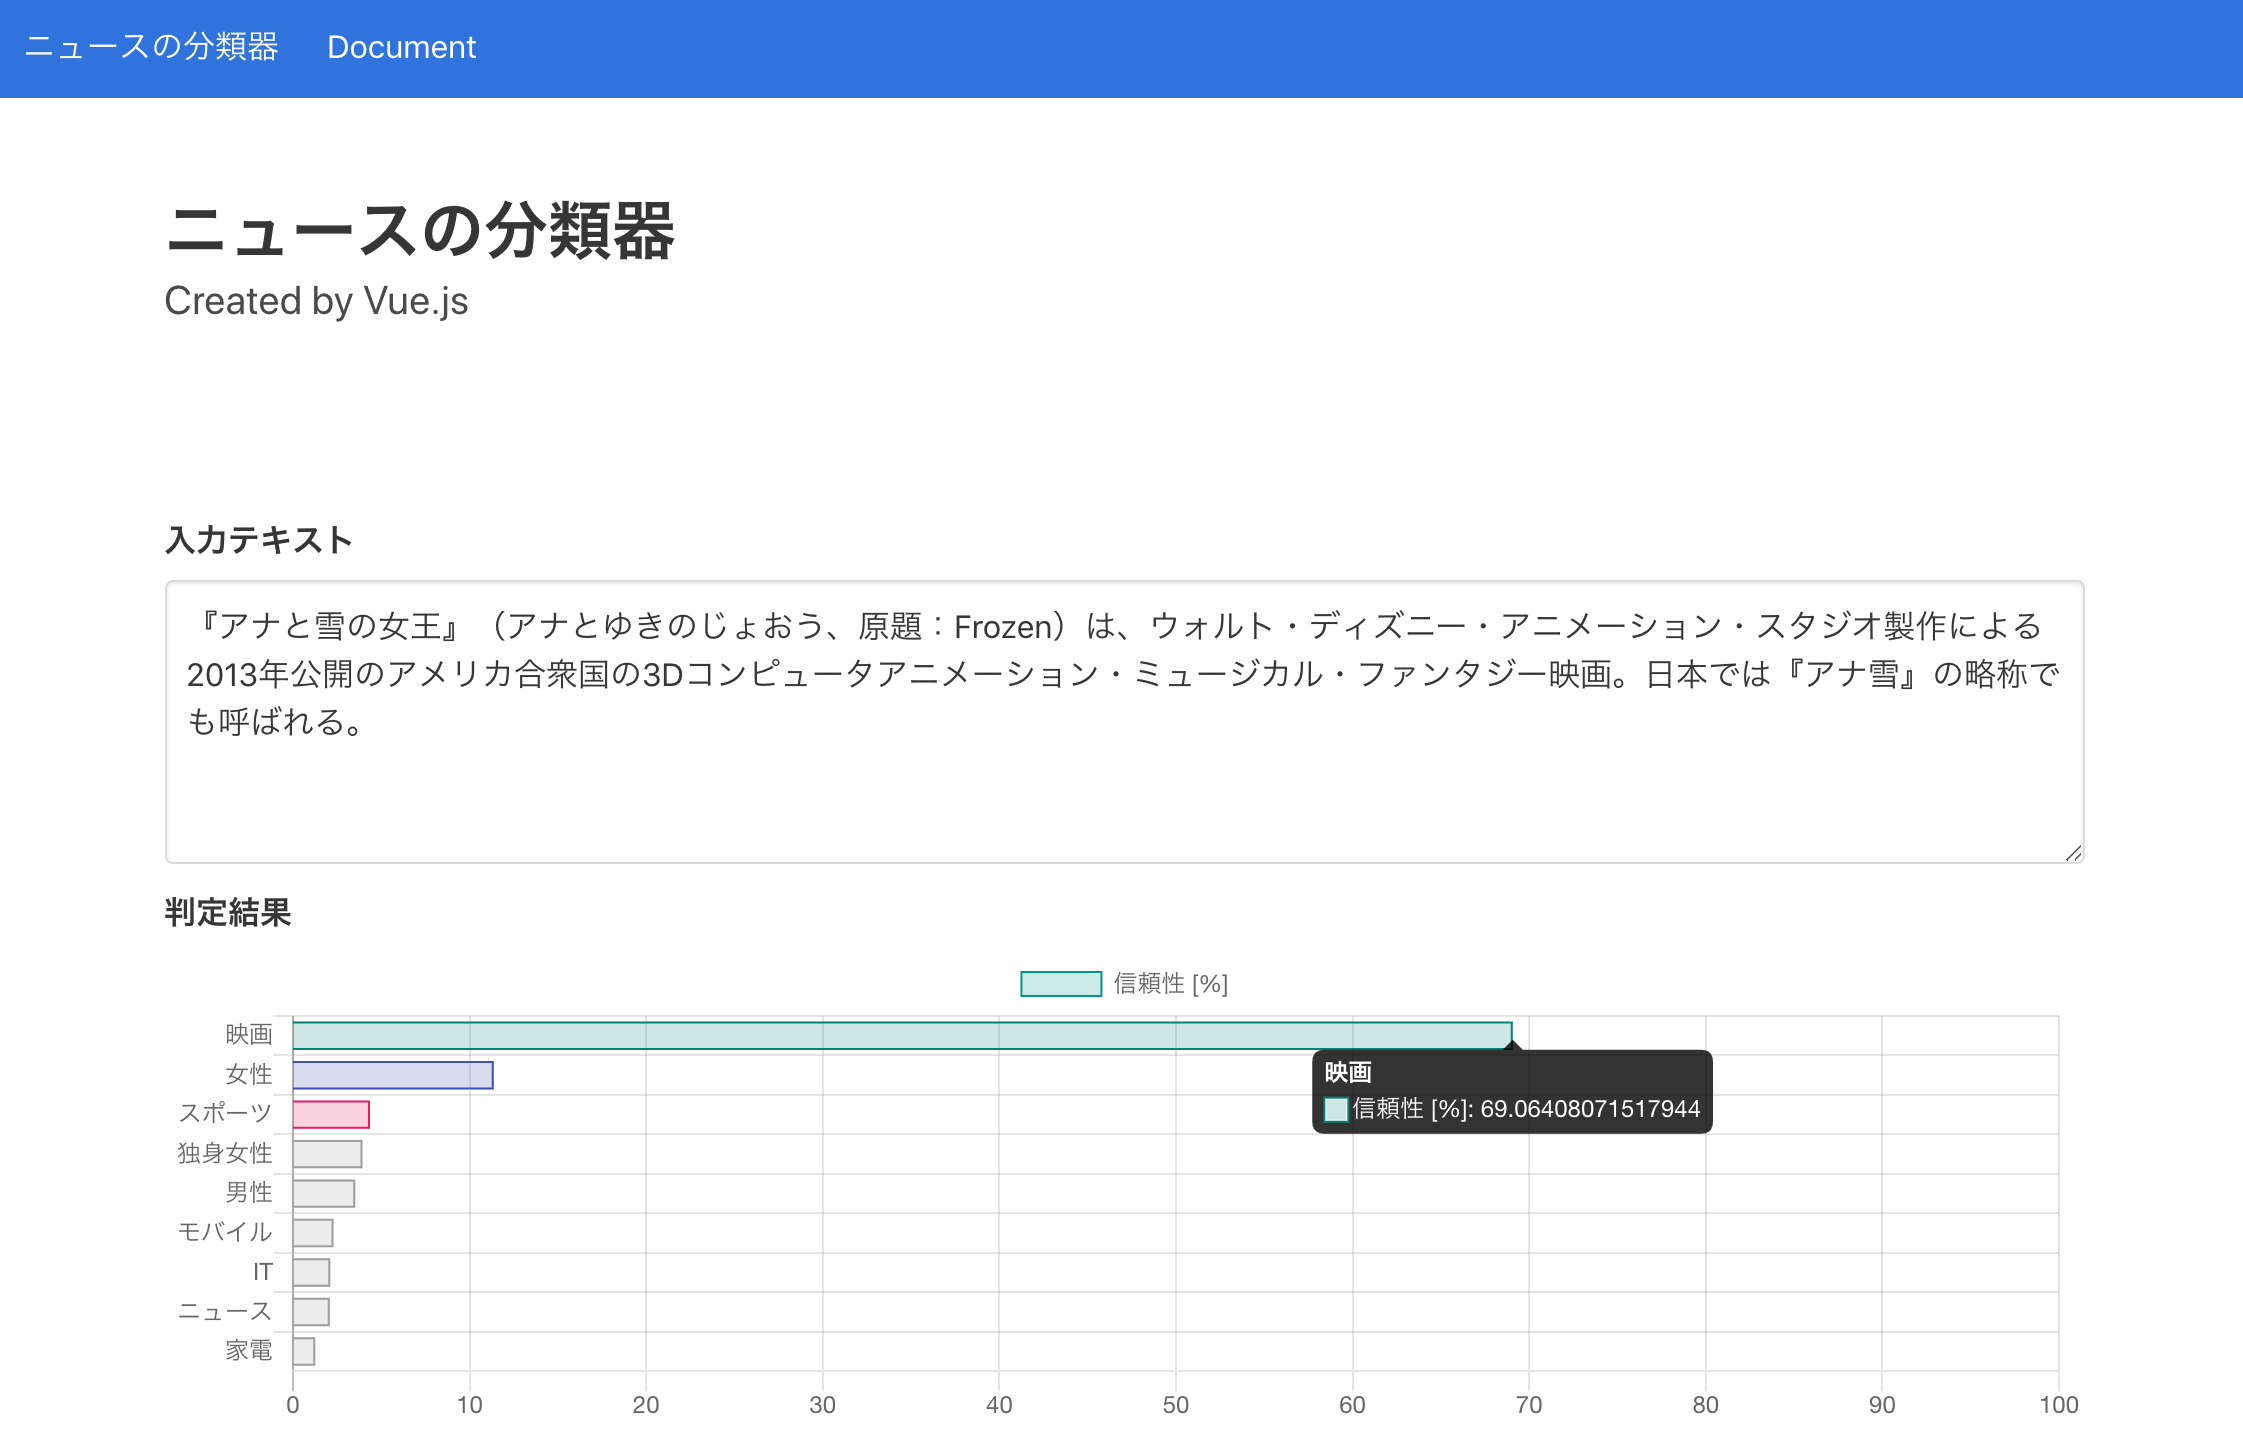 ニュースの分類器 Document
ニュースの分類器
Created by Vue.js
入力テキスト
『アナと雪の女王』（アナとゆきのじょおう、原題：Frozen）は、ウォルト・ディズニー・アニメーション・スタジオ製作による
2013年公開のアメリカ合衆国の3Dコンピュータアニメーション・ミュージカル・ファンタジー映画。日本では『アナ雪』の略称で
も呼ばれる。
判定結果
信頼性 [%]
映画
映画
信頼性 [%]: 69.06408071517944
女性
スポーツ
独身女性
男性
モバイル
IT
ニュース
家電
0 10 20 30 40 50 60 70 80 90 100